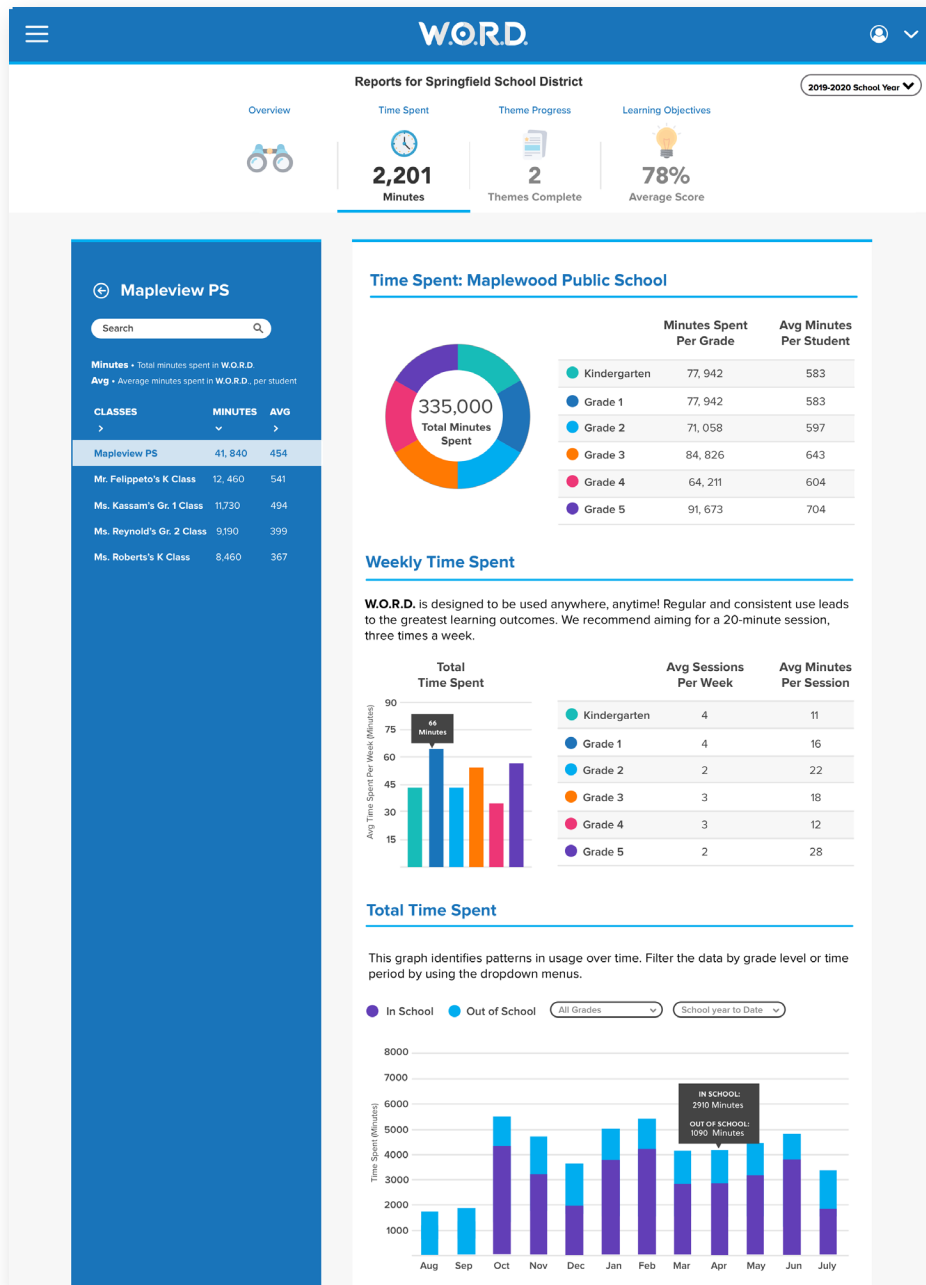 W.O.R.D.
Reports for Springfield School District
2019-2020 School Year
Overview
Time Spent
Theme Progress
Learning Objectives
2,201
2
78%
Minutes
Themes Complete
Average Score
Mapleview PS
Search
Minutes • Total minutes spent in W.O.R.D.
Avg • Average minutes spent in W.O.R.D., per student
CLASSES MINUTES AVG
Mapleview PS 41, 840 454
Mr. Felippeto's K Class 12, 460 541
Ms. Kassam's Gr. 1 Class 11,730 494
Ms. Reynold's Gr. 2 Class 9,190 399
Ms. Roberts's K Class 8,460 367
Time Spent: Maplewood Public School
335,000
Total Minutes
Spent
Minutes Spent Avg Minutes
Per Grade Per Student
Kindergarten 77, 942 583
Grade 1 77, 942 583
Grade 2 71, 058 597
Grade 3 84, 826 643
Grade 4 64, 211 604
Grade 5 91, 673 704
Weekly Time Spent
W.O.R.D. is designed to be used anywhere, anytime! Regular and consistent use leads
to the greatest learning outcomes. We recommend aiming for a 20-minute session,
three times a week.
Total
Time Spent
Avg Time Spent Per Week (Minutes)
90
75
60
45
30
15
66
Minutes
Avg Sessions Avg Minutes
Per Week Per Session
Kindergarten 4 11
Grade 1 4 16
Grade 2 2 22
Grade 3 3 18
Grade 4 3 12
Grade 5 2 28
Total Time Spent
This graph identifies patterns in usage over time. Filter the data by grade level or time
period by using the dropdown menus.
In School Out of School All Grades School year to Date
Time Spent (Minutes)
8000
7000
6000
5000
4000
3000
2000
1000
IN SCHOOL:
2910 Minutes
OUT OF SCHOOL:
1090 Minutes
Aug Sep Oct Nov Dec Jan Feb Mar Apr May Jun July